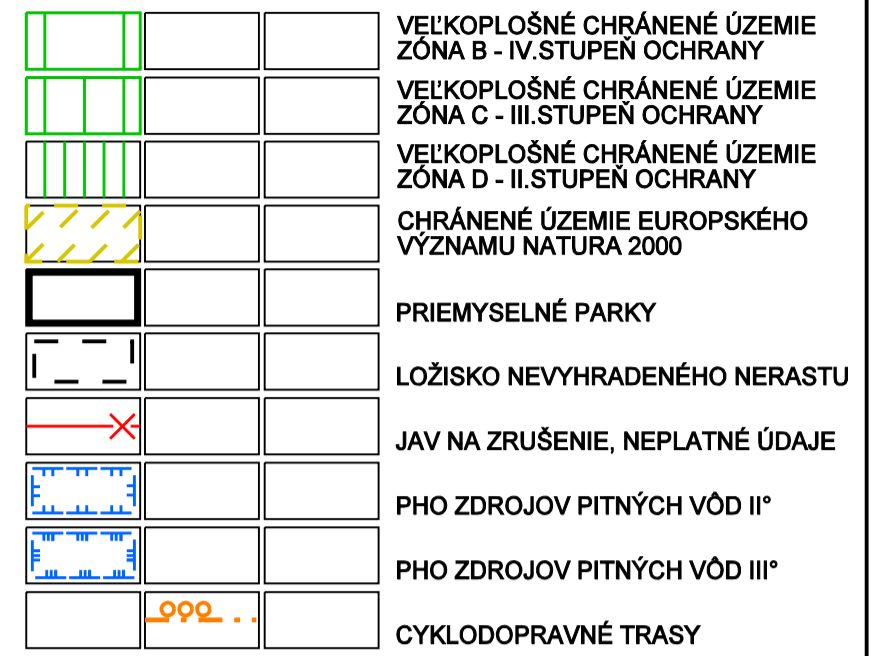 VEĽKOPLOŠNÉ CHRÁNENÉ ÚZEMIE
ZÓNA B - IV.STUPEŇ OCHRANY
VEĽKOPLOŠNÉ CHRÁNENÉ ÚZEMIE
ZÓNA C - III.STUPEŇ OCHRANY
VEĽKOPLOŠNÉ CHRÁNENÉ ÚZEMIE
ZÓNA D - II.STUPEŇ OCHRANY
CHRÁNENÉ ÚZEMIE EUROPSKÉHO
VÝZNAMU NATURA 2000
PRIEMYSELNÉ PARKY
LOŽISKO NEVYHRADENÉHO NERASTU
JAV NA ZRUŠENIE, NEPLATNÉ ÚDAJE
PHO ZDROJOV PITNÝCH VÔD II°
PHO ZDROJOV PITNÝCH VÔD III°
CYKLODOPRAVNÉ TRASY